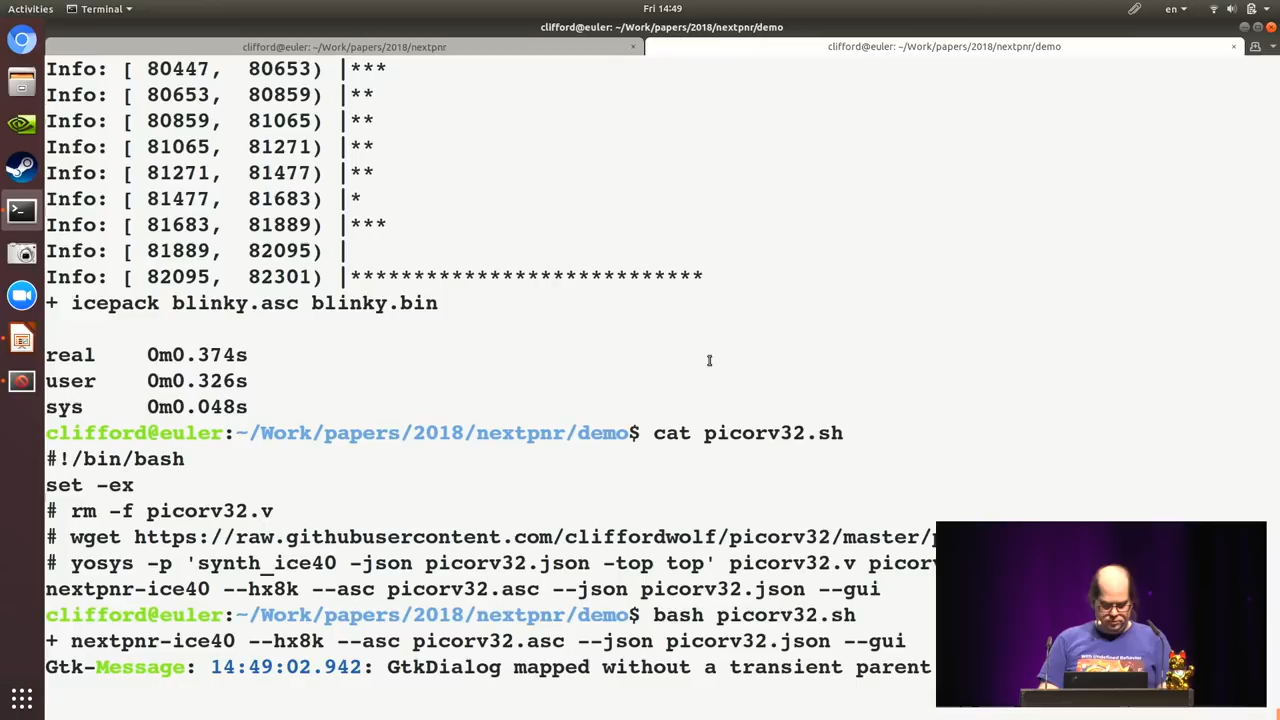 Activities
Terminal
Fri 14:49
en
clifford@euler: ~/Work/papers/2018/nextpnr/demo
clifford@euler: ~/Work/papers/2018/nextpnr
clifford@euler: ~/Work/papers/2018/nextpnr/demo
Info: [ 80447, 80653) |***
Info: [ 80653, 80859) |**
Info: [ 80859, 81065) |**
Info: [ 81065, 81271) |**
Info: [ 81271, 81477) |**
Info: [ 81477, 81683) |*
Info: [ 81683, 81889) |***
Info: [ 81889, 82095) |
Info: [ 82095, 82301) |****************************
+ icepack blinky.asc blinky.bin
real 0m0.374s
user 0m0.326s
sys 0m0.048s
clifford@euler:~/Work/papers/2018/nextpnr/demo$ cat picorv32.sh
#!/bin/bash
set -ex
# rm -f picorv32.v
# wget https://raw.githubusercontent.com/cliffordwolf/picorv32/master/
# yosys -p 'synth_ice40 -json picorv32.json -top top' picorv32.v picorv
nextpnr-ice40 --hx8k --asc picorv32.asc --json picorv32.json --gui
clifford@euler:~/Work/papers/2018/nextpnr/demo$ bash picorv32.sh
+ nextpnr-ice40 --hx8k --asc picorv32.asc --json picorv32.json --gui
Gtk-Message: 14:49:02.942: GtkDialog mapped without a transient parent
With Undefined Behavior